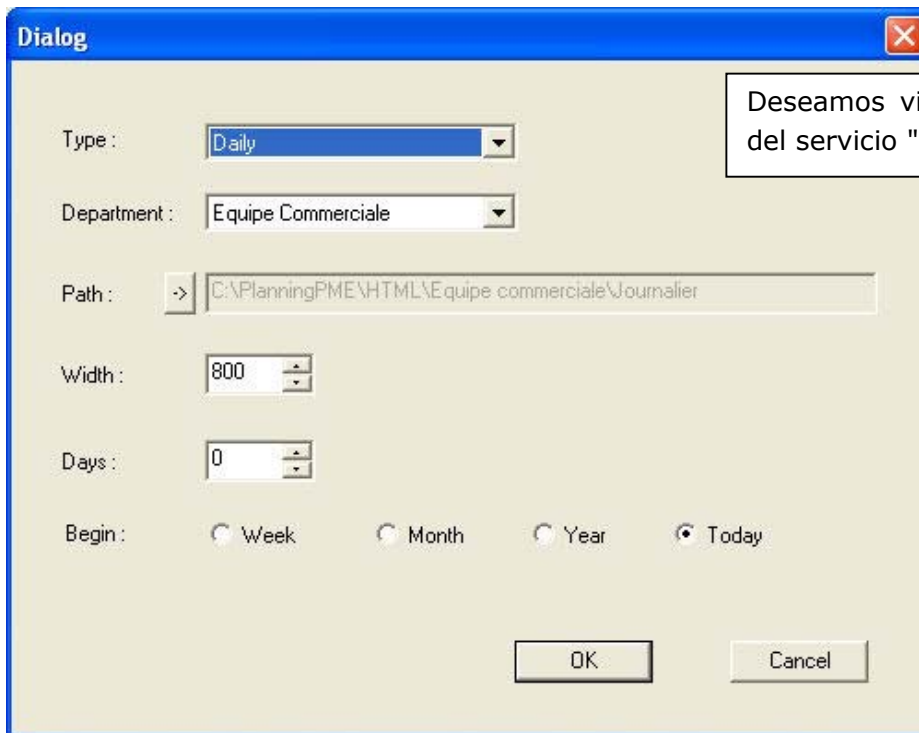 Dialog
Deseamos
del servicio "
Type :
Daily
Department :
Equipe Commerciale
Path :
->
C:\PlanningPME\HTML\Equipe commerciale\Journalier
Width :
800
Days :
0
Begin :
Week
Month
Year
Today
OK
Cancel